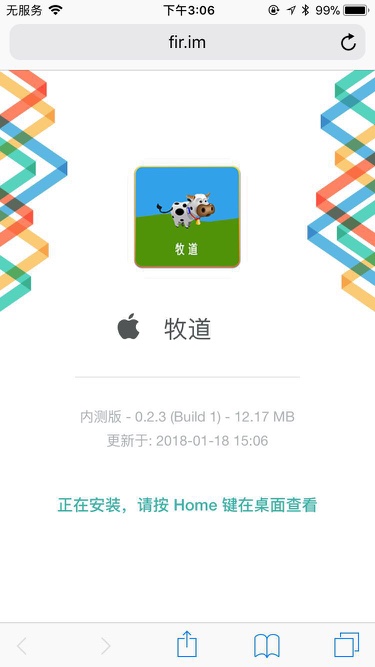 无服务 下午3:06 99%
fir.im
牧道
牧道
内测版 - 0.2.3 (Build 1) - 12.17 MB
更新于: 2018-01-18 15:06
正在安装，请按 Home 键在桌面查看